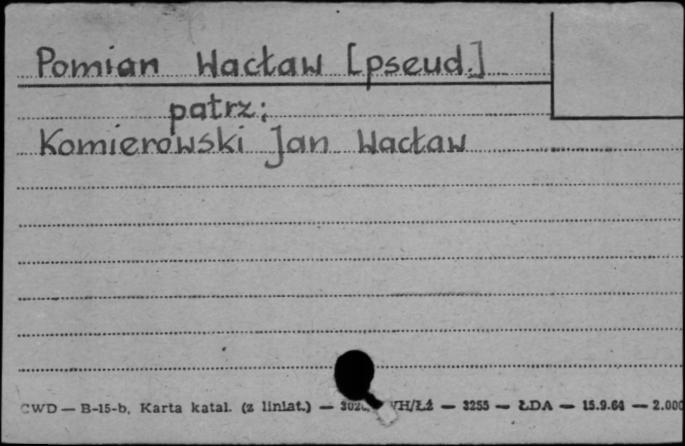 Pomian Wacław [pseud.]
patrz:
Komierowski Jan Wacław
CWD — B-15-b, Karta katal. (z liniat.) — VH/Łż — 3255 — ŁDA — 15.9.64 — 2.000